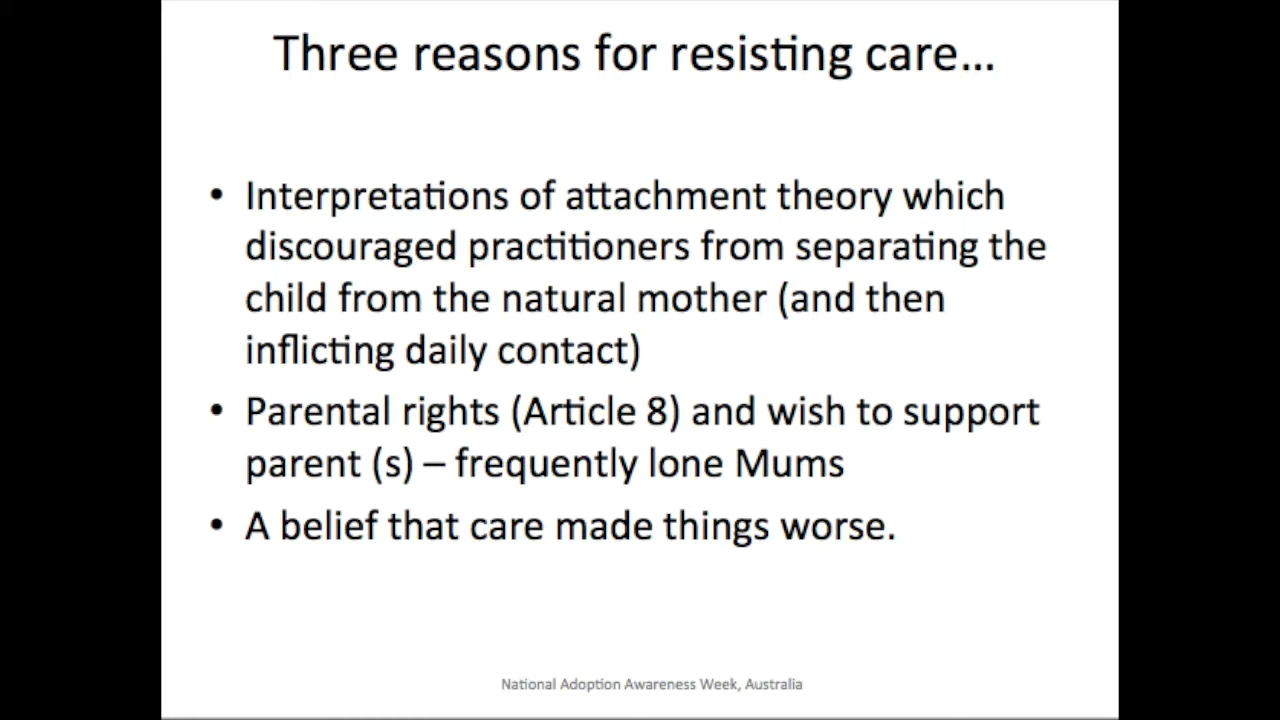 Three reasons for resisting care…
• Interpretations of attachment theory which
discouraged practitioners from separating the
child from the natural mother (and then
inflicting daily contact)
• Parental rights (Article 8) and wish to support
parent (s) – frequently lone Mums
• A belief that care made things worse.
National Adoption Awareness Week, Australia